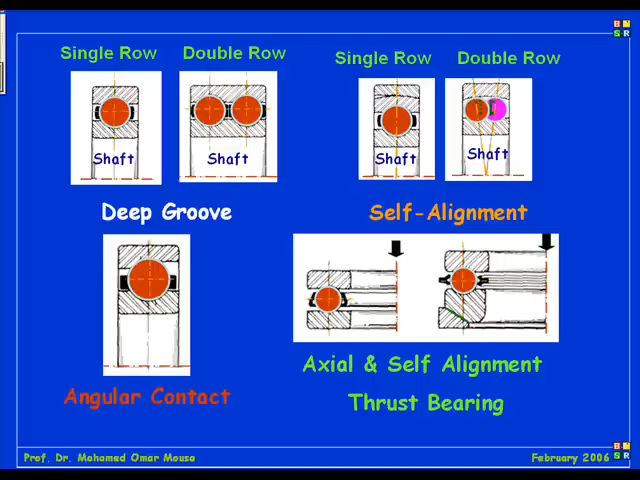 Single Row
Double Row
Single Row
Double Row
Shaft
Shaft
Shaft
Shaft
Deep Groove
Self-Alignment
Angular Contact
Axial & Self Alignment
Thrust Bearing
Prof. Dr. Mohamed Omar Mousa
February 2006